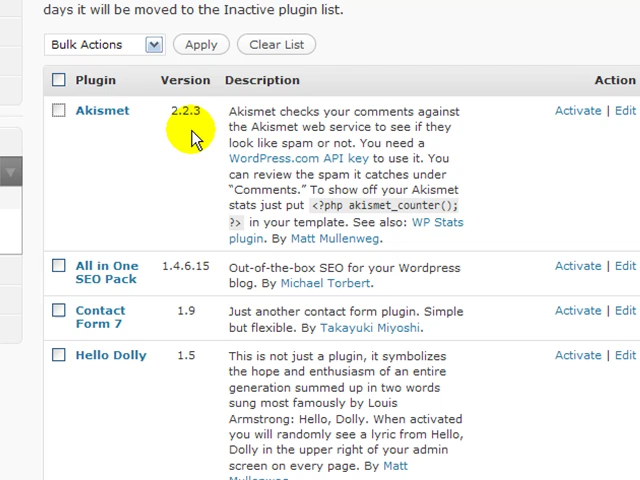 days it will be moved to the Inactive plugin list.
Bulk Actions Apply Clear List
Plugin Version Description Action
Akismet 2.2.3 Akismet checks your comments against Activate | Edit
the Akismet web service to see if they
look like spam or not. You need a
WordPress.com API key to use it. You
can review the spam it catches under
“Comments.” To show off your Akismet
stats just put <?php akismet_counter();
?> in your template. See also: WP Stats
plugin. By Matt Mullenweg.
All in One 1.4.6.15 Out-of-the-box SEO for your Wordpress Activate | Edit
SEO Pack blog. By Michael Torbert.
Contact 1.9 Just another contact form plugin. Simple Activate | Edit
Form 7 but flexible. By Takayuki Miyoshi.
Hello Dolly 1.5 This is not just a plugin, it symbolizes Activate | Edit
the hope and enthusiasm of an entire
generation summed up in two words
sung most famously by Louis
Armstrong: Hello, Dolly. When activated
you will randomly see a lyric from Hello,
Dolly in the upper right of your admin
screen on every page. By Matt
Mullenweg.